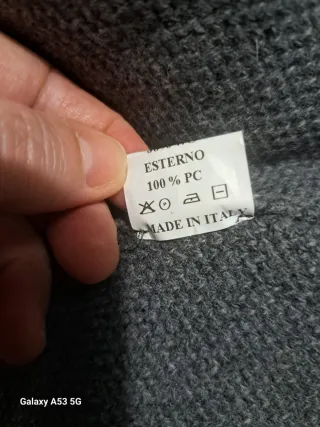 ESTERNO
100 % PC
MADE IN ITALY
Galaxy A53 5G